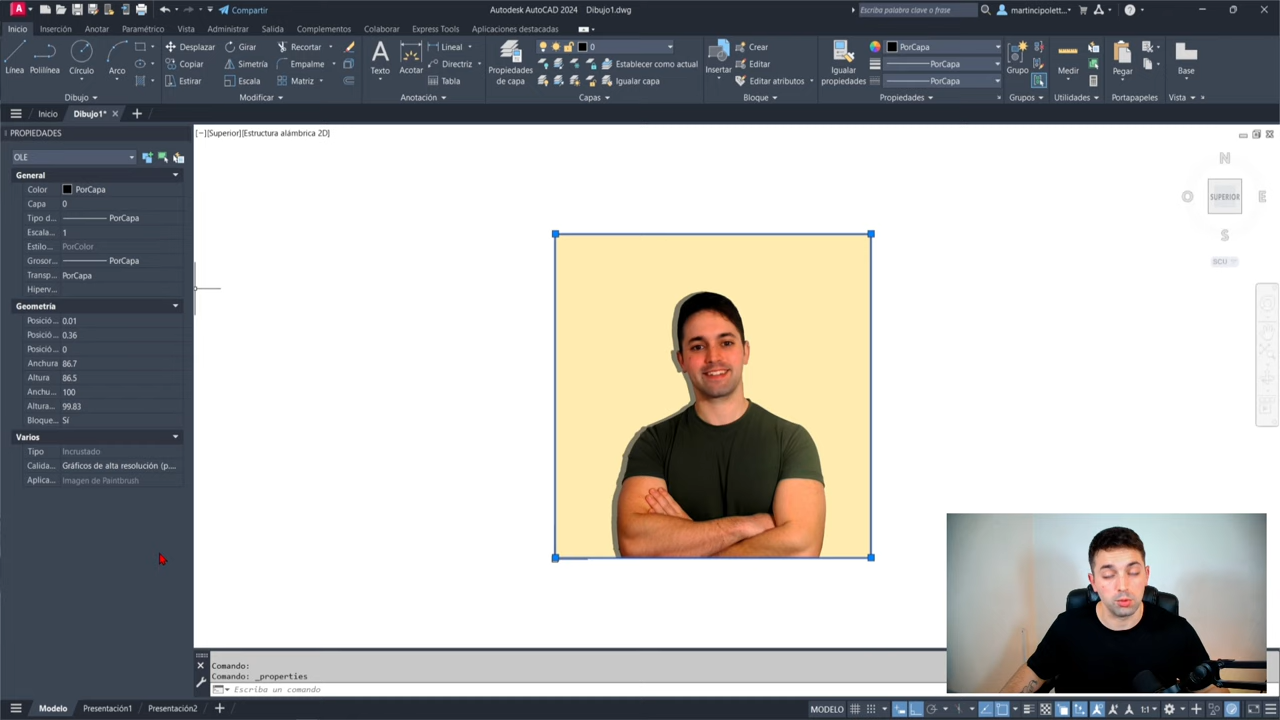 Compartir
Autodesk AutoCAD 2024 Dibujo1.dwg
Escriba palabra clave o frase
martincipolett...
Inicio Inserción Anotar Paramétrico Vista Administrar Salida Complementos Colaborar Express Tools Aplicaciones destacadas
Línea Polilínea Círculo Arco
Desplazar Girar Recortar
Copiar Simetría Empalme
Estirar Escala Matriz
Texto Acotar
Lineal
Directriz
Tabla
Propiedades de capa
0
Establecer como actual
Igualar capa
Insertar
Crear
Editar
Editar atributos
Igualar propiedades
PorCapa
PorCapa
PorCapa
Grupo Medir Pegar Base
Dibujo Modificar Anotación Capas Bloque Propiedades Grupos Utilidades Portapapeles Vista
Inicio Dibujo1*
PROPIEDADES
[−][Superior][Estructura alámbrica 2D]
OLE
General
Color PorCapa
Capa 0
Tipo d... PorCapa
Escala... 1
Estilo... PorColor
Grosor... PorCapa
Transp... PorCapa
Hiperv...
Geometría
Posició... 0.01
Posició... 0.36
Posició... 0
Anchura 86.7
Altura 86.5
Anchu... 100
Altura... 99.83
Bloque... Sí
Varios
Tipo Incrustado
Calida... Gráficos de alta resolución (p....
Aplica... Imagen de Paintbrush
N
O SUPERIOR E
S
SCU
Comando:
Comando: _properties
Escriba un comando
Modelo Presentación1 Presentación2
MODELO
1:1